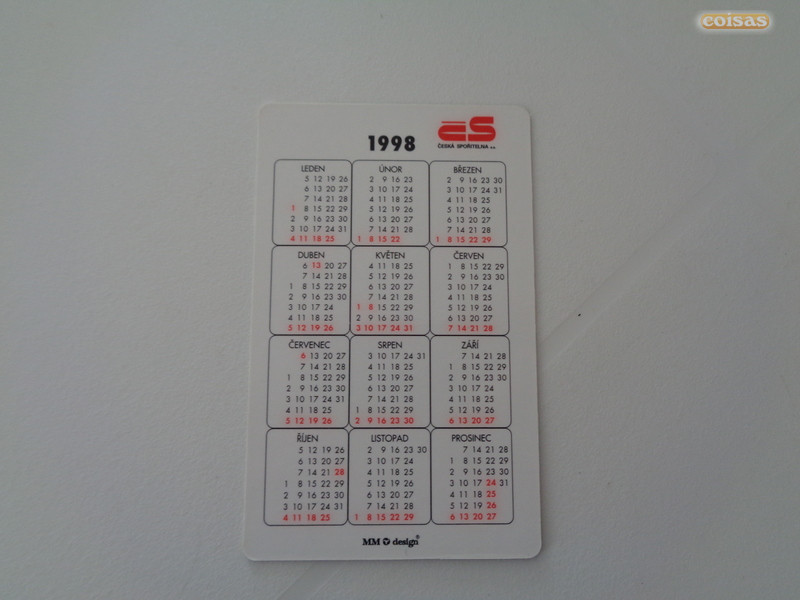 coisas
1998
ČS
ČESKÁ SPOŘITELNA a.s.
LEDEN
5 12 19 26
6 13 20 27
7 14 21 28
1 8 15 22 29
2 9 16 23 30
3 10 17 24 31
4 11 18 25
ÚNOR
2 9 16 23
3 10 17 24
4 11 18 25
5 12 19 26
6 13 20 27
7 14 21 28
1 8 15 22
BŘEZEN
2 9 16 23 30
3 10 17 24 31
4 11 18 25
5 12 19 26
6 13 20 27
7 14 21 28
1 8 15 22 29
DUBEN
6 13 20 27
7 14 21 28
1 8 15 22 29
2 9 16 23 30
3 10 17 24
4 11 18 25
5 12 19 26
KVĚTEN
4 11 18 25
5 12 19 26
6 13 20 27
7 14 21 28
1 8 15 22 29
2 9 16 23 30
3 10 17 24 31
ČERVEN
1 8 15 22 29
2 9 16 23 30
3 10 17 24
4 11 18 25
5 12 19 26
6 13 20 27
7 14 21 28
ČERVENEC
6 13 20 27
7 14 21 28
1 8 15 22 29
2 9 16 23 30
3 10 17 24 31
4 11 18 25
5 12 19 26
SRPEN
3 10 17 24 31
4 11 18 25
5 12 19 26
6 13 20 27
7 14 21 28
1 8 15 22 29
2 9 16 23 30
ZÁŘÍ
7 14 21 28
1 8 15 22 29
2 9 16 23 30
3 10 17 24
4 11 18 25
5 12 19 26
6 13 20 27
ŘÍJEN
5 12 19 26
6 13 20 27
7 14 21 28
1 8 15 22 29
2 9 16 23 30
3 10 17 24 31
4 11 18 25
LISTOPAD
2 9 16 23 30
3 10 17 24
4 11 18 25
5 12 19 26
6 13 20 27
7 14 21 28
1 8 15 22 29
PROSINEC
7 14 21 28
1 8 15 22 29
2 9 16 23 30
3 10 17 24 31
4 11 18 25
5 12 19 26
6 13 20 27
MM design